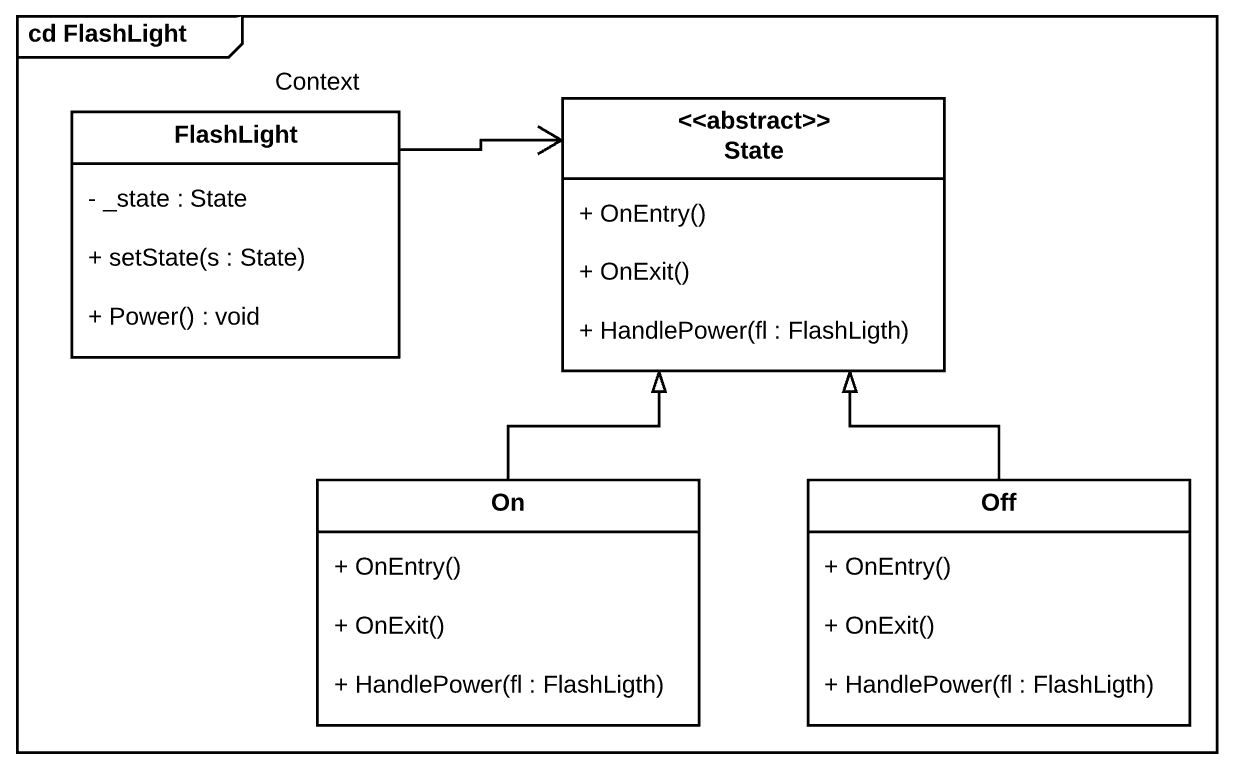 cd FlashLight
Context
FlashLight
- _state : State
+ setState(s : State)
+ Power() : void
<<abstract>>
State
+ OnEntry()
+ OnExit()
+ HandlePower(fl : FlashLigth)
On
+ OnEntry()
+ OnExit()
+ HandlePower(fl : FlashLigth)
Off
+ OnEntry()
+ OnExit()
+ HandlePower(fl : FlashLigth)